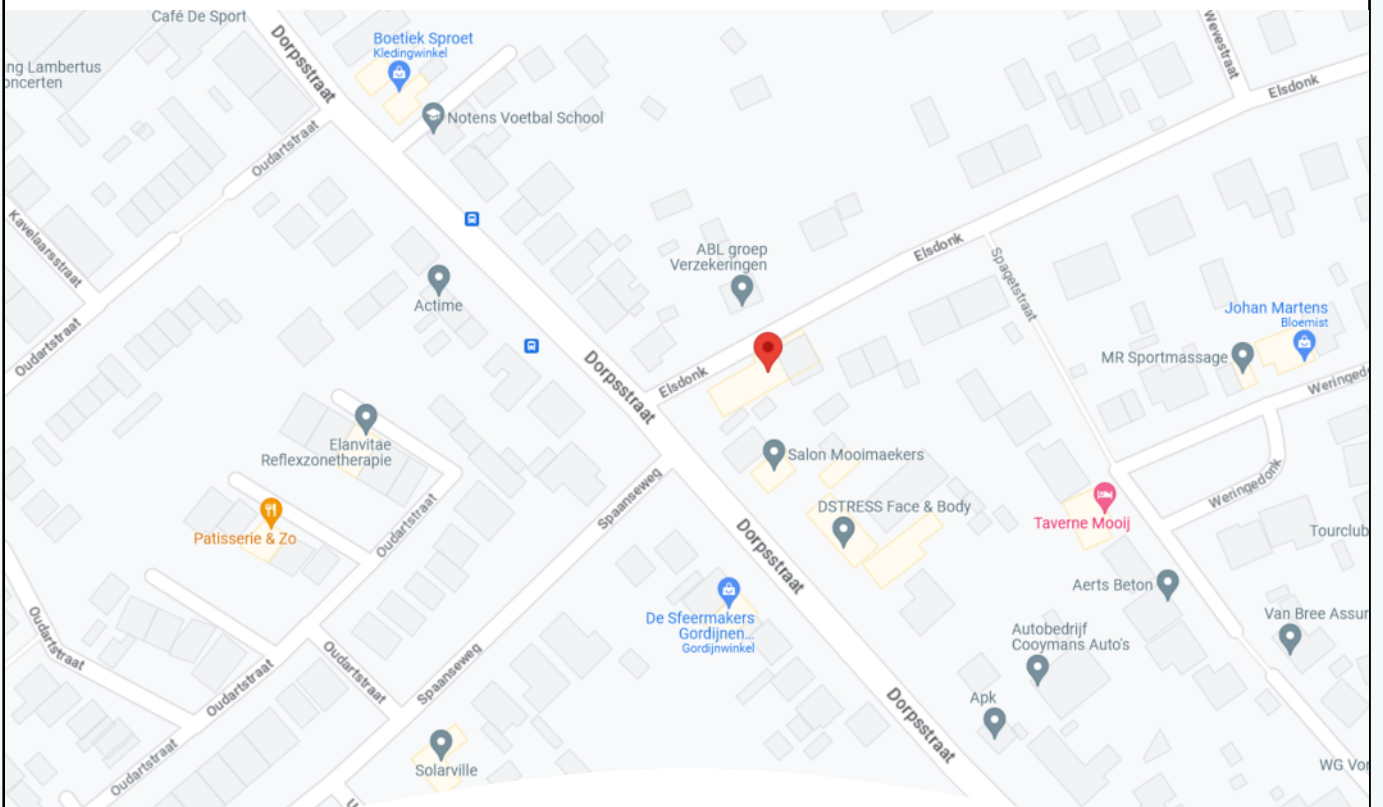 Café De Sport
Dorpsstraat
Boetiek Sproet
Kledingwinkel
Wevestraat
ng Lambertus
oncerten
Elsdonk
Notens Voetbal School
Oudartstraat
Kavelaarsstraat
ABL groep
Verzekeringen
Elsdonk
Spagetstraat
Actime
Johan Martens
Bloemist
Oudartstraat
MR Sportmassage
Dorpsstraat
Elsdonk
Weringed
Elanvitae
Reflexzonetherapie
Salon Mooimaekers
Weringedonk
Spaanseweg
DSTRESS Face & Body
Taverne Mooij
Patisserie & Zo
Oudartstraat
Tourclub
Dorpsstraat
Aerts Beton
De Sfeermakers
Gordijnen...
Gordijnwinkel
Van Bree Assur
Autobedrijf
Cooymans Auto's
Oudartstraat
Oudartstraat
Spaanseweg
Oudartstraat
Apk
Dorpsstraat
Solarville
Oudartstraat
WG Vor